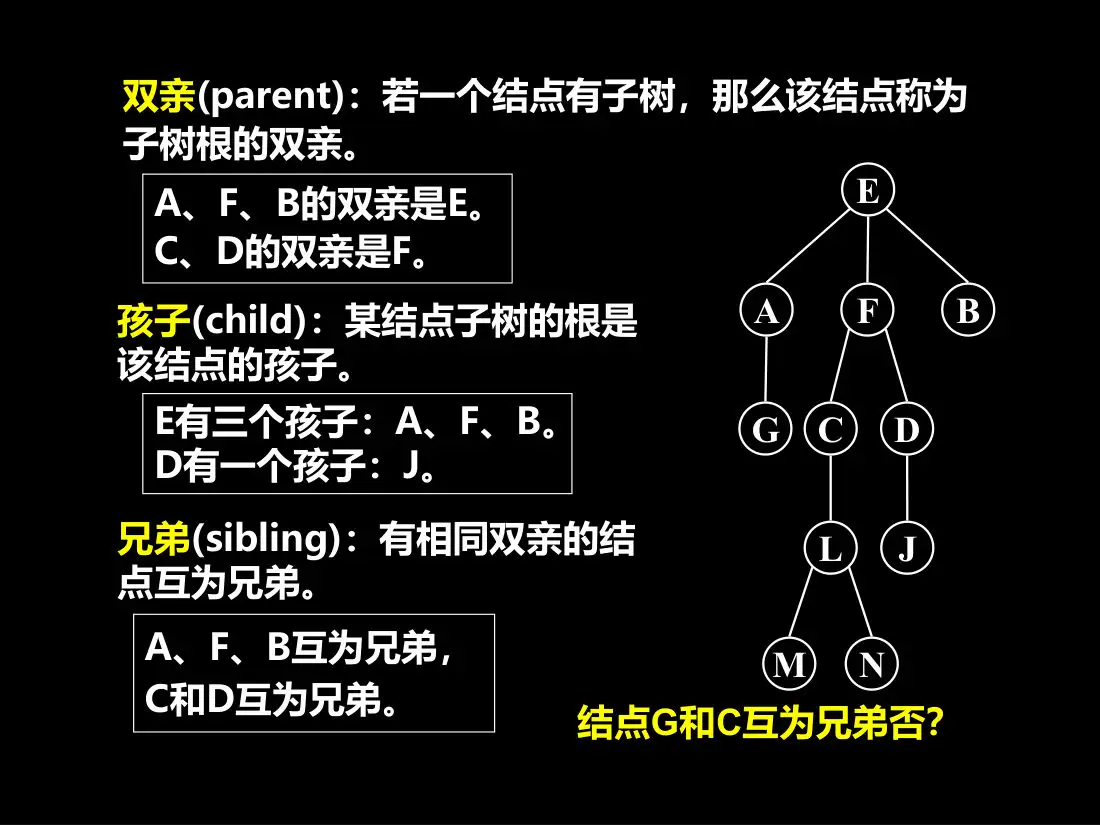 双亲(parent)：若一个结点有子树，那么该结点称为
子树根的双亲。
A、F、B的双亲是E。
C、D的双亲是F。
孩子(child)：某结点子树的根是
该结点的孩子。
E有三个孩子：A、F、B。
D有一个孩子：J。
兄弟(sibling)：有相同双亲的结
点互为兄弟。
A、F、B互为兄弟，
C和D互为兄弟。
E
A F B
G C D
L J
M N
结点G和C互为兄弟否？